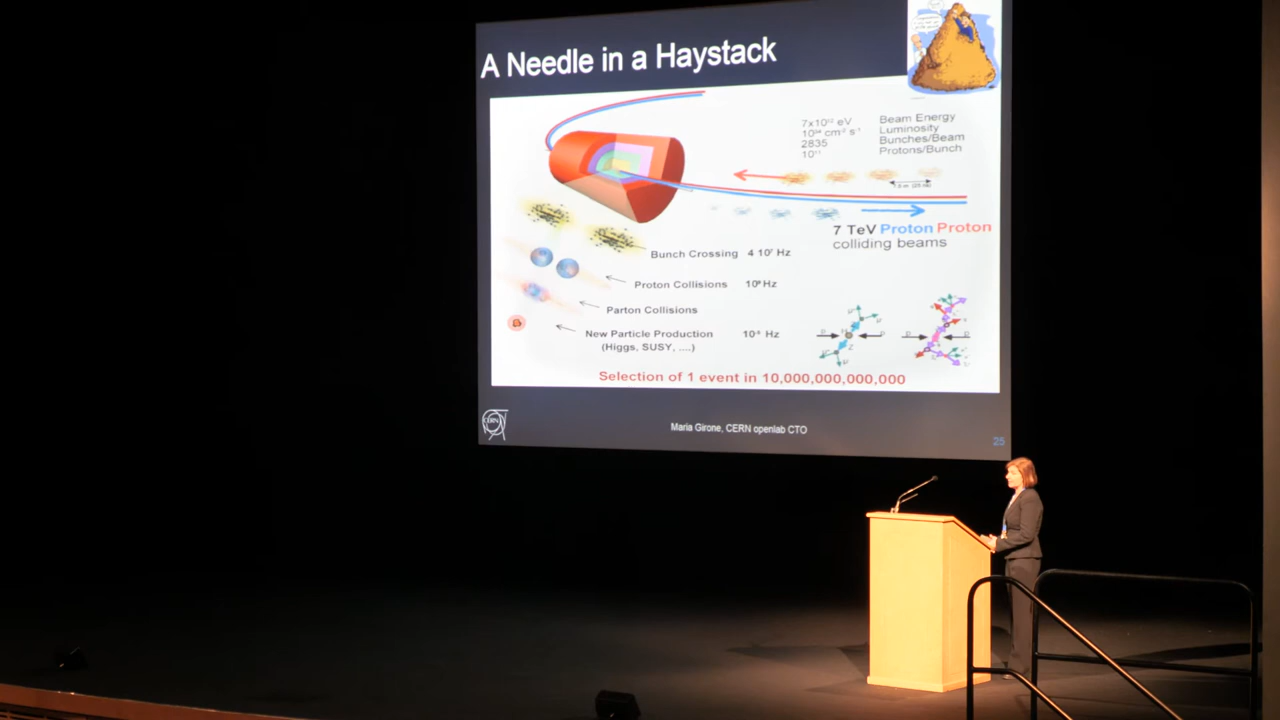 A Needle in a Haystack
7x10¹² eV Beam Energy
10³⁴ cm⁻² s⁻¹ Luminosity
2835 Bunches/Beam
10¹¹ Protons/Bunch
7 TeV Proton Proton
colliding beams
Bunch Crossing 4 10⁷ Hz
Proton Collisions 10⁹ Hz
Parton Collisions
New Particle Production 10⁻⁵ Hz
(Higgs, SUSY, ....)
Selection of 1 event in 10,000,000,000,000
CERN
Maria Girone, CERN openlab CTO
25